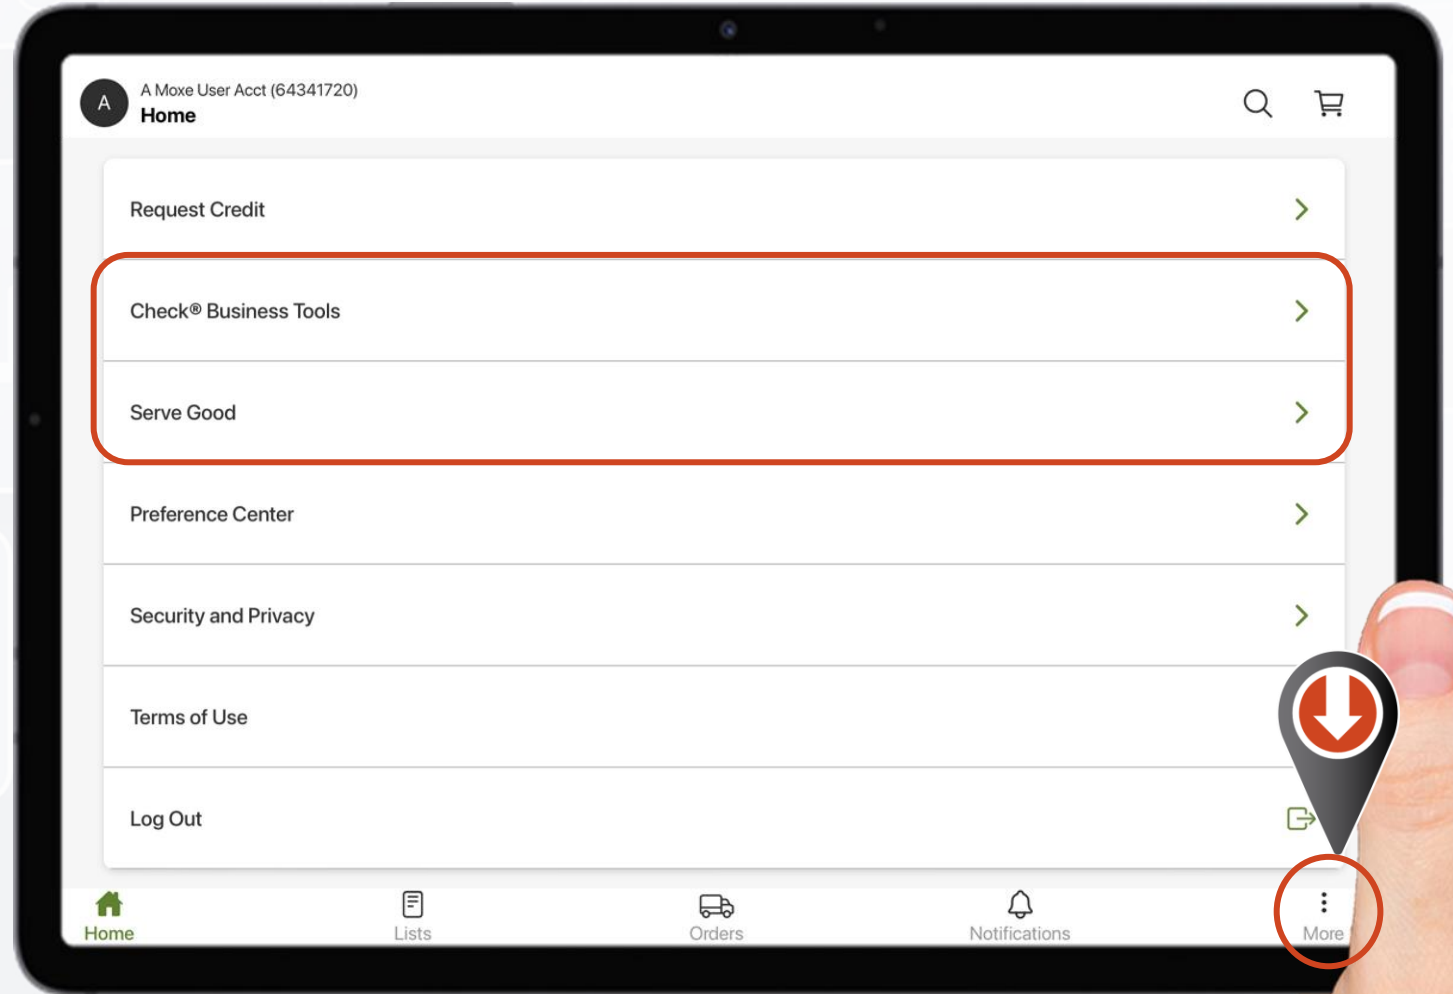 A
A Moxe User Acct (64341720)
Home
Request Credit
Check® Business Tools
Serve Good
Preference Center
Security and Privacy
Terms of Use
Log Out
Home
Lists
Orders
Notifications
More